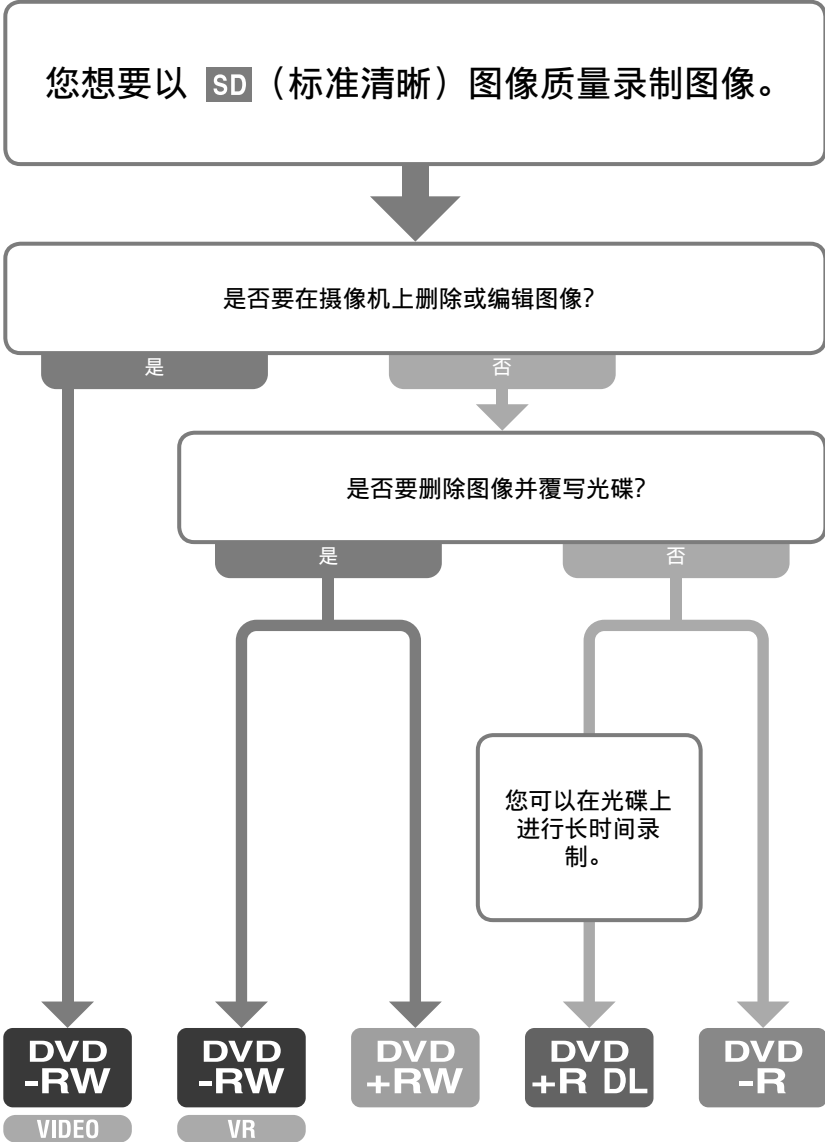 您想要以 SD（标准清晰）图像质量录制图像。
是否要在摄像机上删除或编辑图像?
是
否
是否要删除图像并覆写光碟?
是
否
您可以在光碟上
进行长时间录
制。
DVD
-RW
VIDEO
DVD
-RW
VR
DVD
+RW
DVD
+R DL
DVD
-R